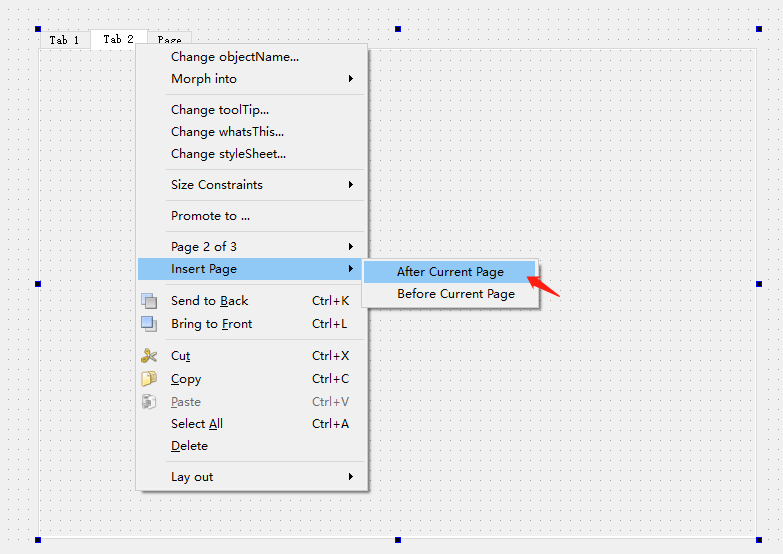 Tab 1 Tab 2 Page
Change objectName...
Morph into
Change toolTip...
Change whatsThis...
Change styleSheet...
Size Constraints
Promote to ...
Page 2 of 3
Insert Page
After Current Page
Before Current Page
Send to Back Ctrl+K
Bring to Front Ctrl+L
Cut Ctrl+X
Copy Ctrl+C
Paste Ctrl+V
Select All Ctrl+A
Delete
Lay out